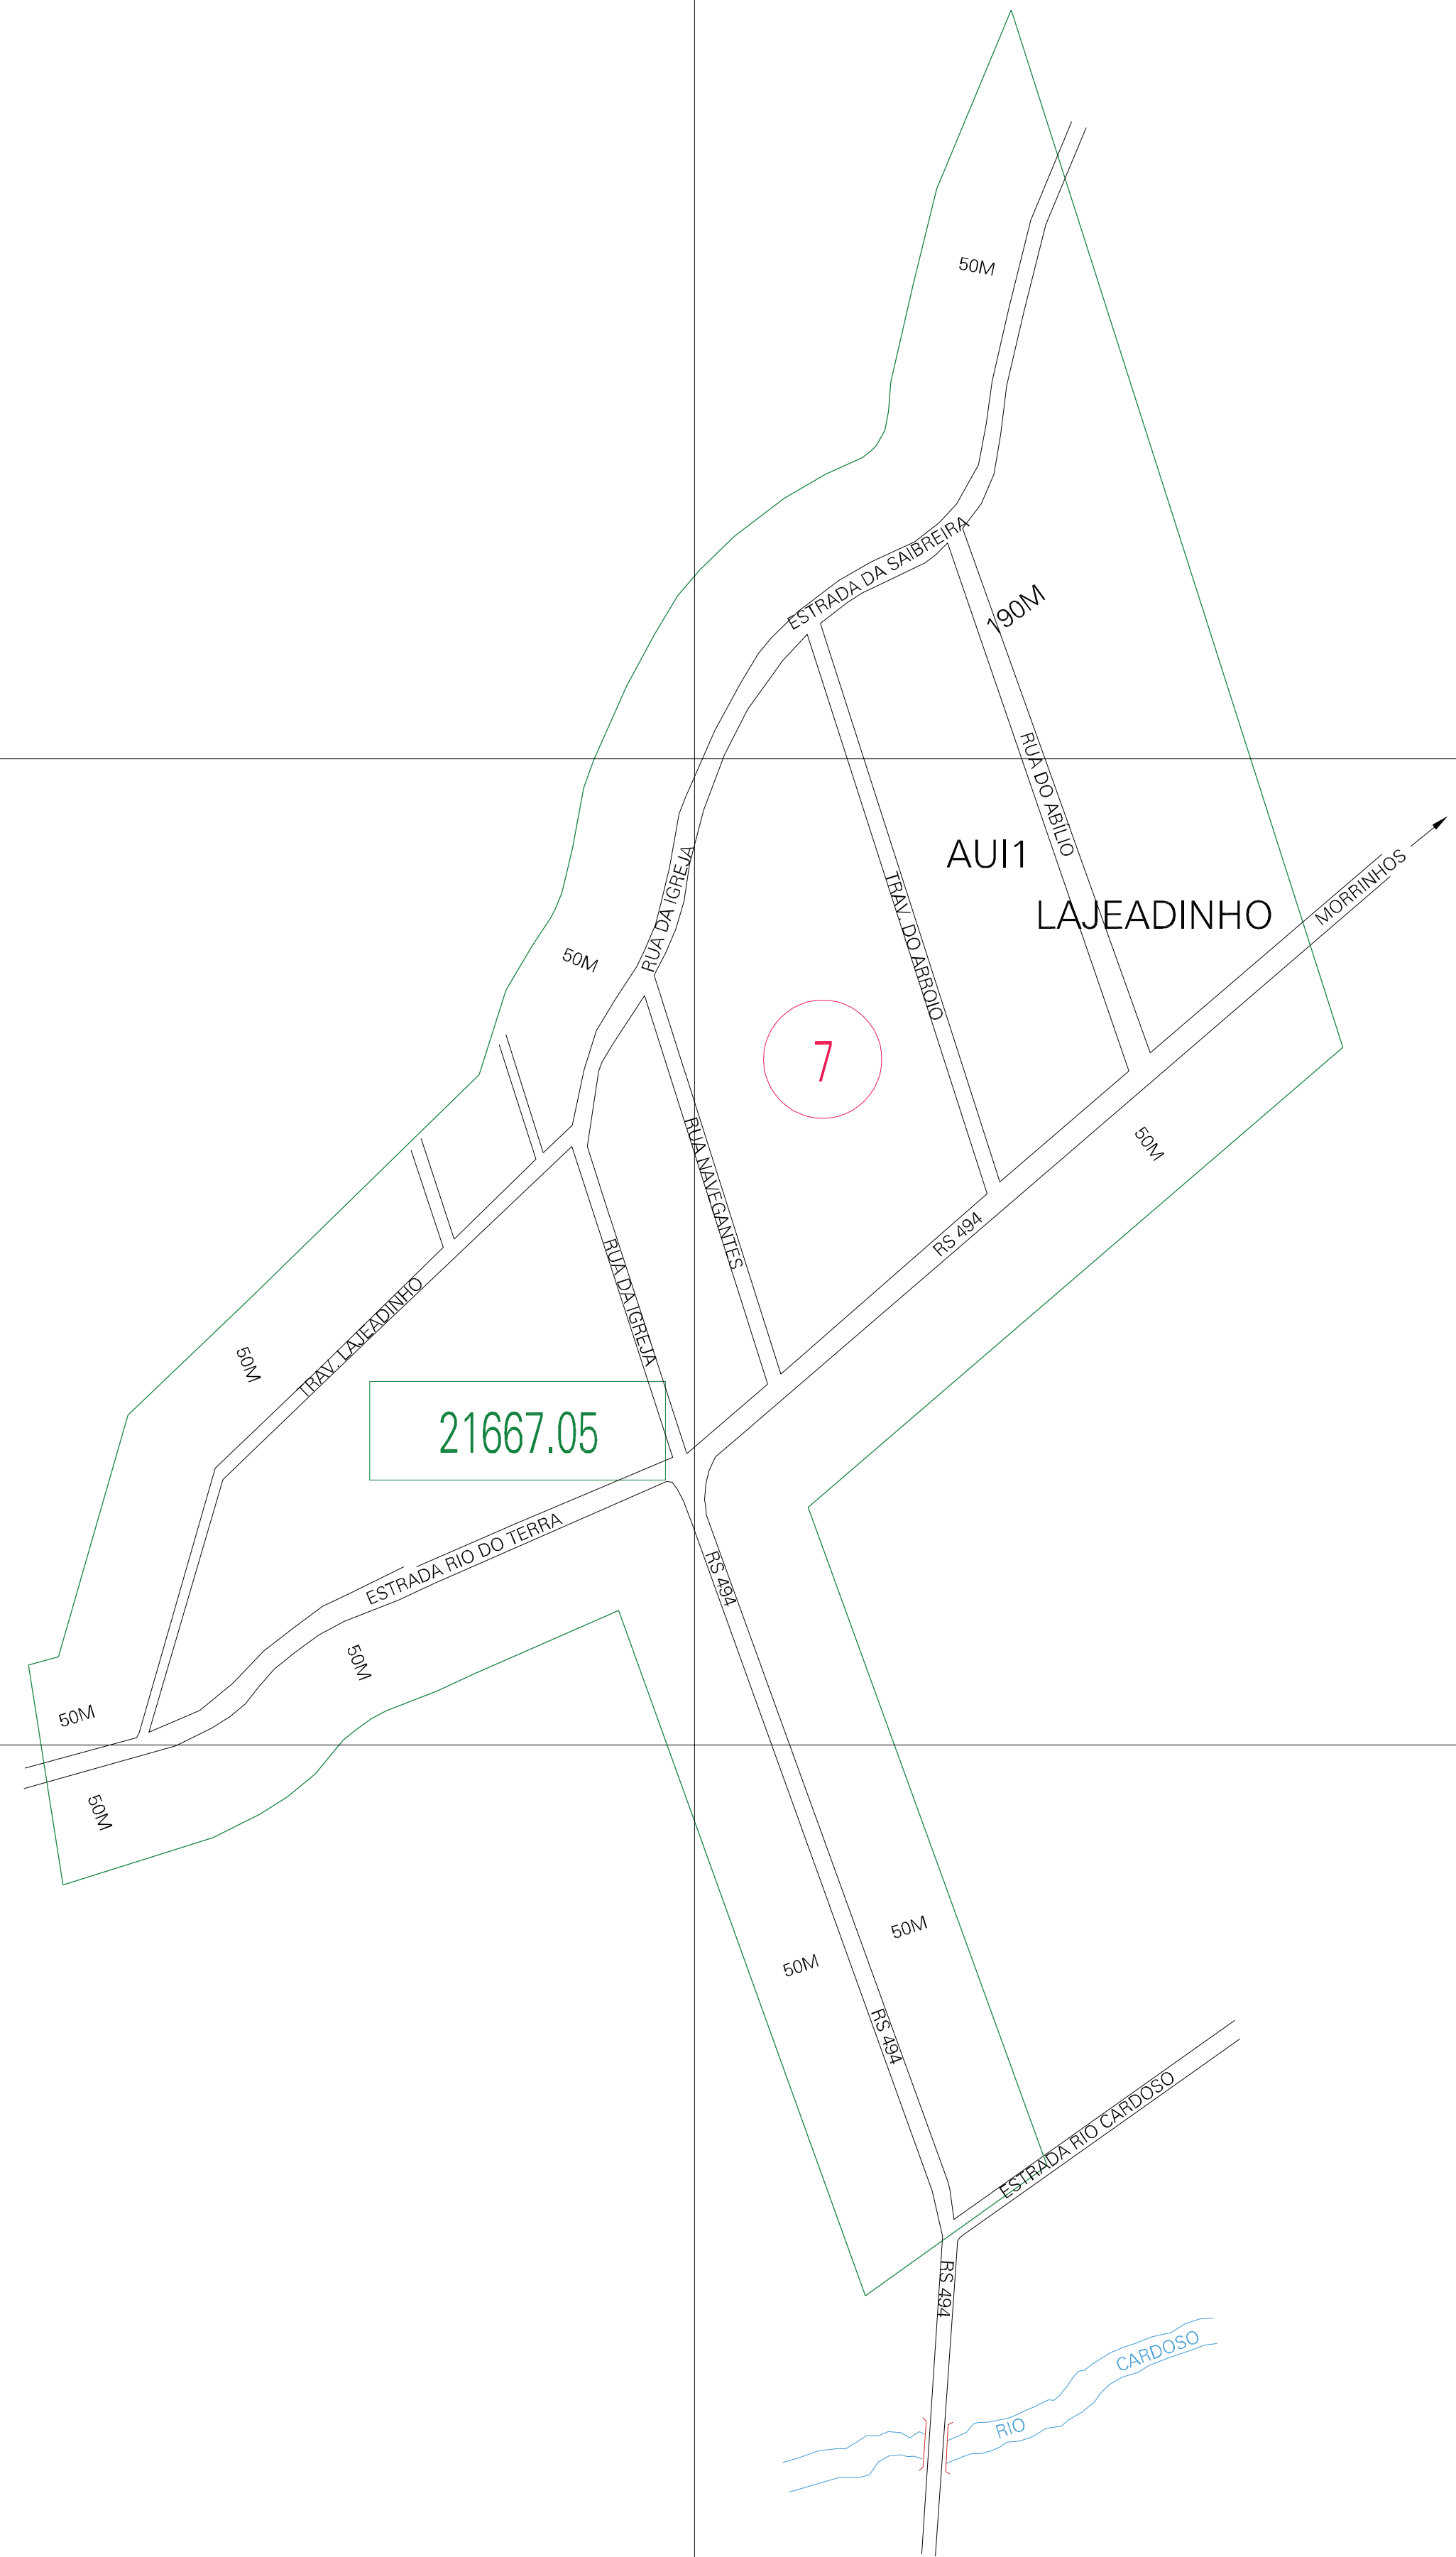 50M
ESTRADA DA SAIBREIRA
190M
RUA DO ABÍLIO
AUI1
LAJEADINHO
MORRINHOS
RUA DA IGREJA
TRAV. DO ARROIO
50M
7
50M
RUA NAVEGANTES
RS 494
RUA DA IGREJA
TRAV. LAJEADINHO
50M
21667.05
ESTRADA RIO DO TERRA
RS 494
50M
50M
50M
50M
50M
RS 494
ESTRADA RIO CARDOSO
RS 494
CARDOSO
RIO